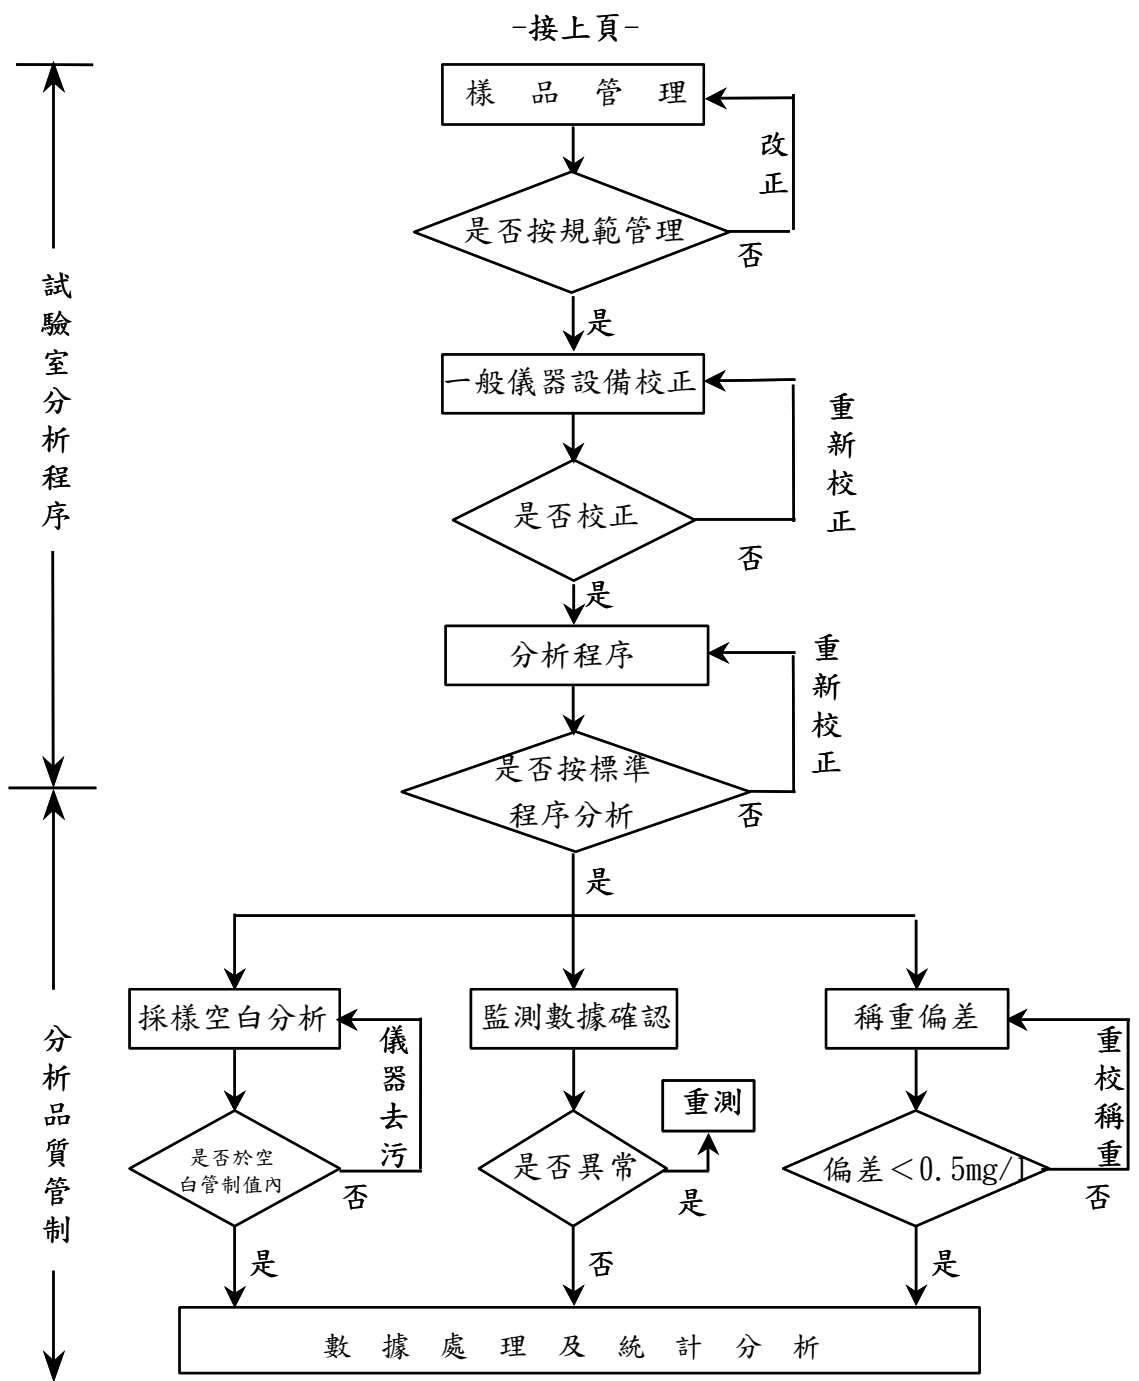 -接上頁-
樣品管理
改正
是否按規範管理
否
是
試驗室分析程序
一般儀器設備校正
重新校正
是否校正
否
是
分析程序
重新校正
是否按標準
程序分析
否
是
採樣空白分析
監測數據確認
稱重偏差
分析品質管制
儀器去污
重測
重校稱重
是否於空
白管制值內
否
是否異常
是
偏差＜0.5mg/l
否
是
否
是
數據處理及統計分析